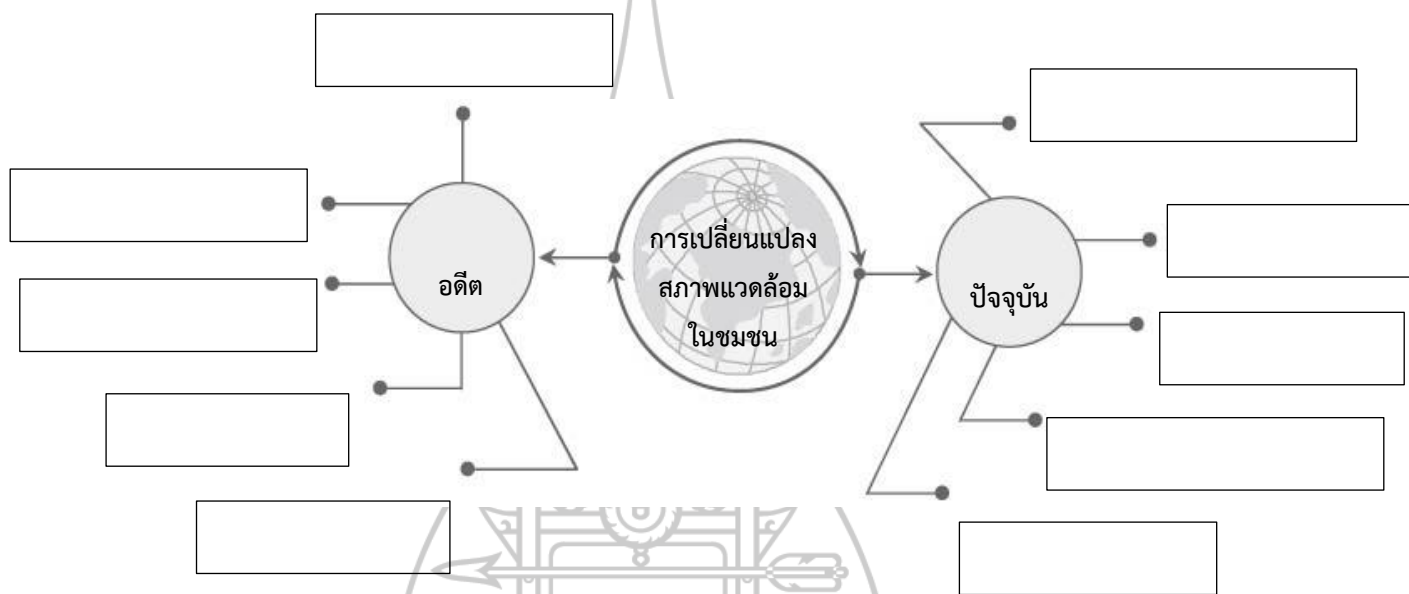 การเปลี่ยนแปลง
สภาพแวดล้อม
ในชมชน
อดีต
ปัจจุบัน